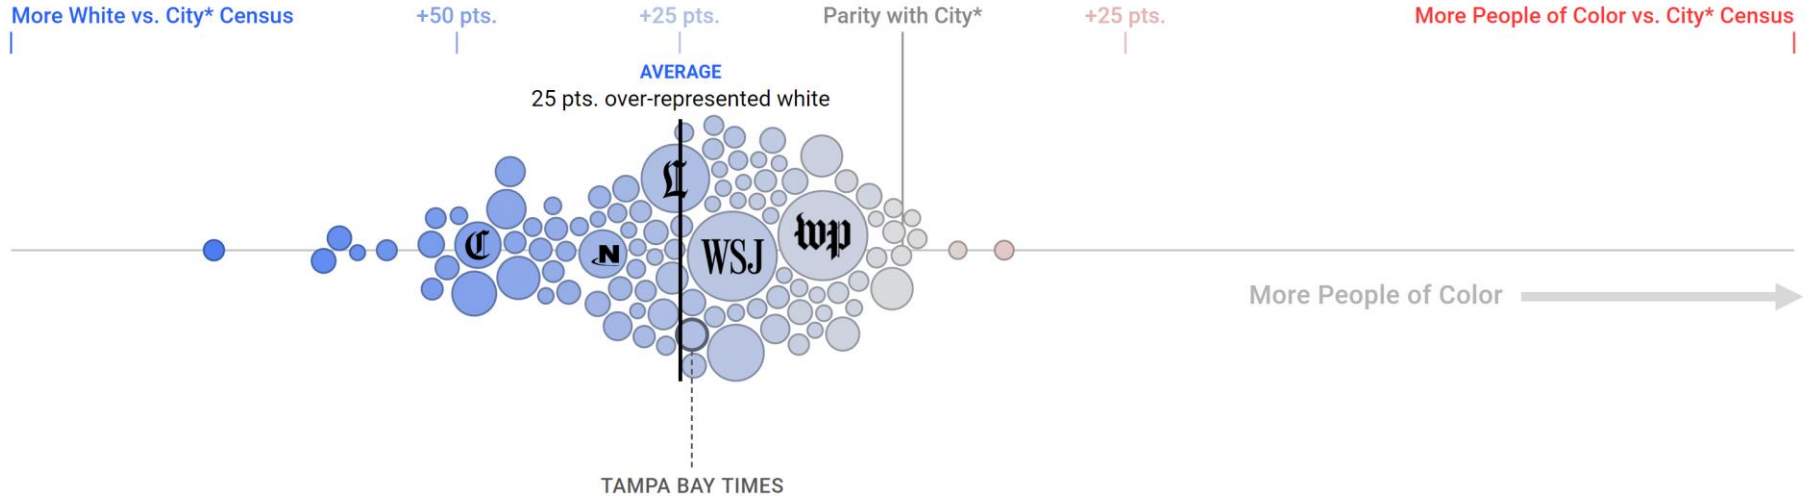 More White vs. City* Census
+50 pts.
+25 pts.
Parity with City*
+25 pts.
More People of Color vs. City* Census
AVERAGE
25 pts. over-represented white
L
C
N
WSJ
wp
More People of Color
TAMPA BAY TIMES